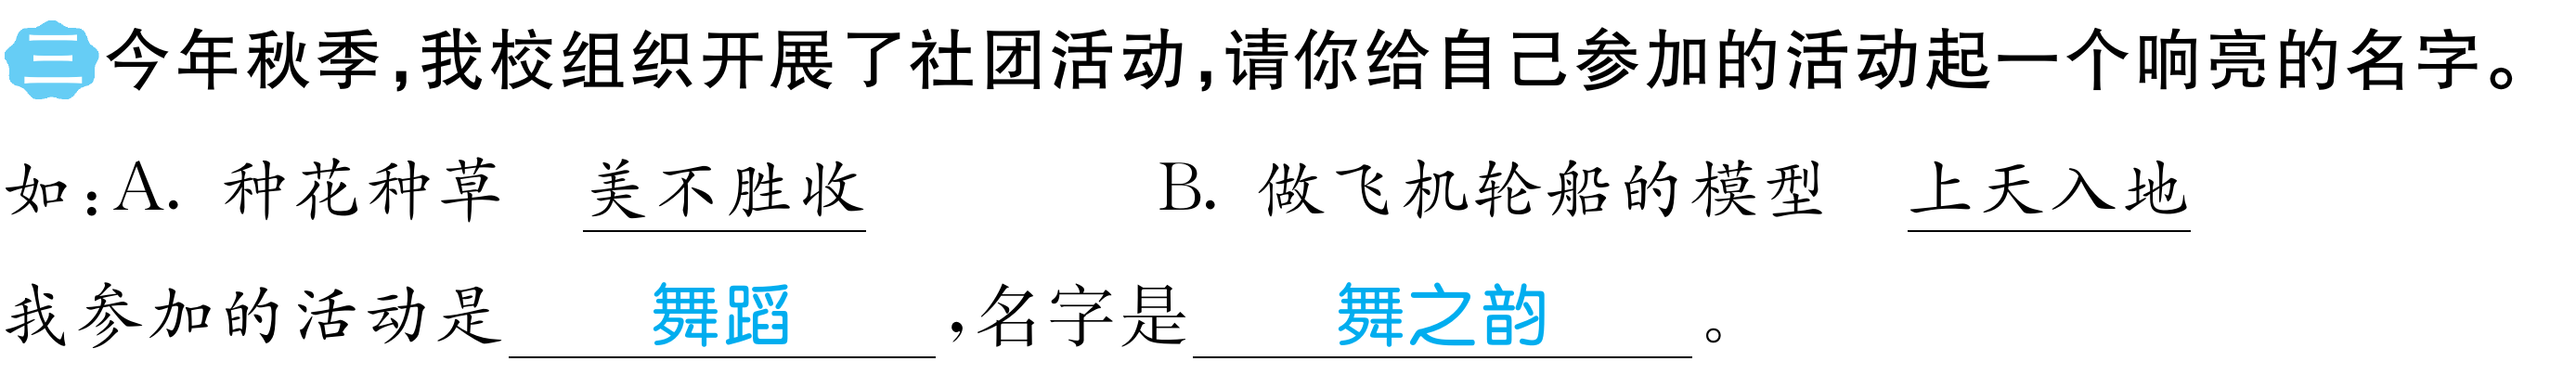 三 今年秋季,我校组织开展了社团活动,请你给自己参加的活动起一个响亮的名字。
如:A. 种花种草 美不胜收 B. 做飞机轮船的模型 上天入地
我参加的活动是 舞蹈 ,名字是 舞之韵 。